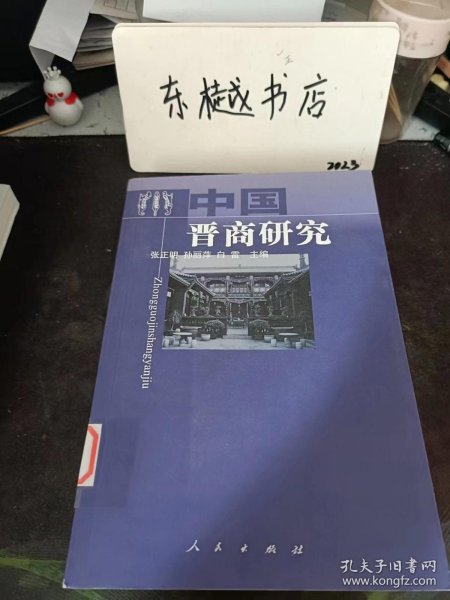 东樾书店
2023
中国
晋商研究
张正明 孙丽萍 白雷 主编
Zhongguojinshangyanjiu
人民出版社
孔夫子旧书网
www.kongfz.com